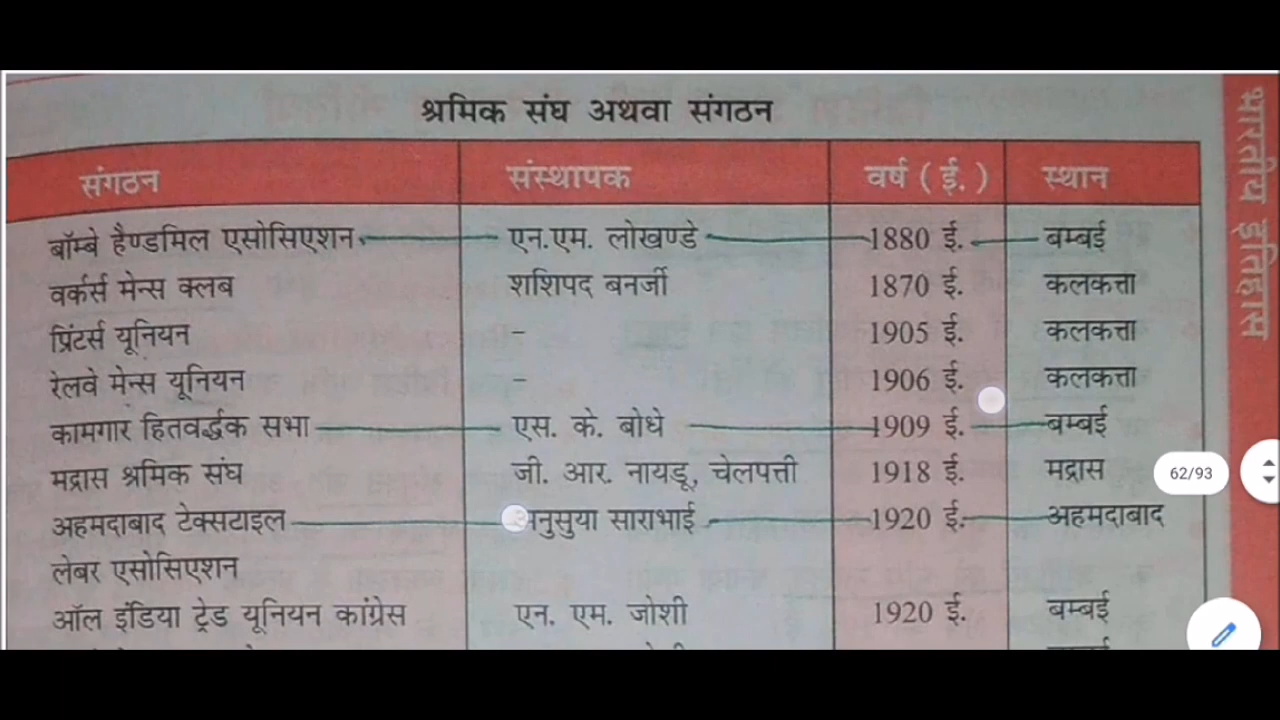 श्रमिक संघ अथवा संगठन
संगठन संस्थापक वर्ष ( ई. ) स्थान
बॉम्बे हैण्डमिल एसोसिएशन एन.एम. लोखण्डे 1880 ई. बम्बई
वर्कर्स मेन्स क्लब शशिपद बनर्जी 1870 ई. कलकत्ता
प्रिंटर्स यूनियन - 1905 ई. कलकत्ता
रेलवे मेन्स यूनियन - 1906 ई. कलकत्ता
कामगार हितवर्द्धक सभा एस. के. बोधे 1909 ई. बम्बई
मद्रास श्रमिक संघ जी. आर. नायडू, चेलपत्ती 1918 ई. मद्रास
अहमदाबाद टेक्सटाइल अनुसुया साराभाई 1920 ई. अहमदाबाद
लेबर एसोसिएशन
ऑल इंडिया ट्रेड यूनियन कांग्रेस एन. एम. जोशी 1920 ई. बम्बई
भारतीय इतिहास
62/93